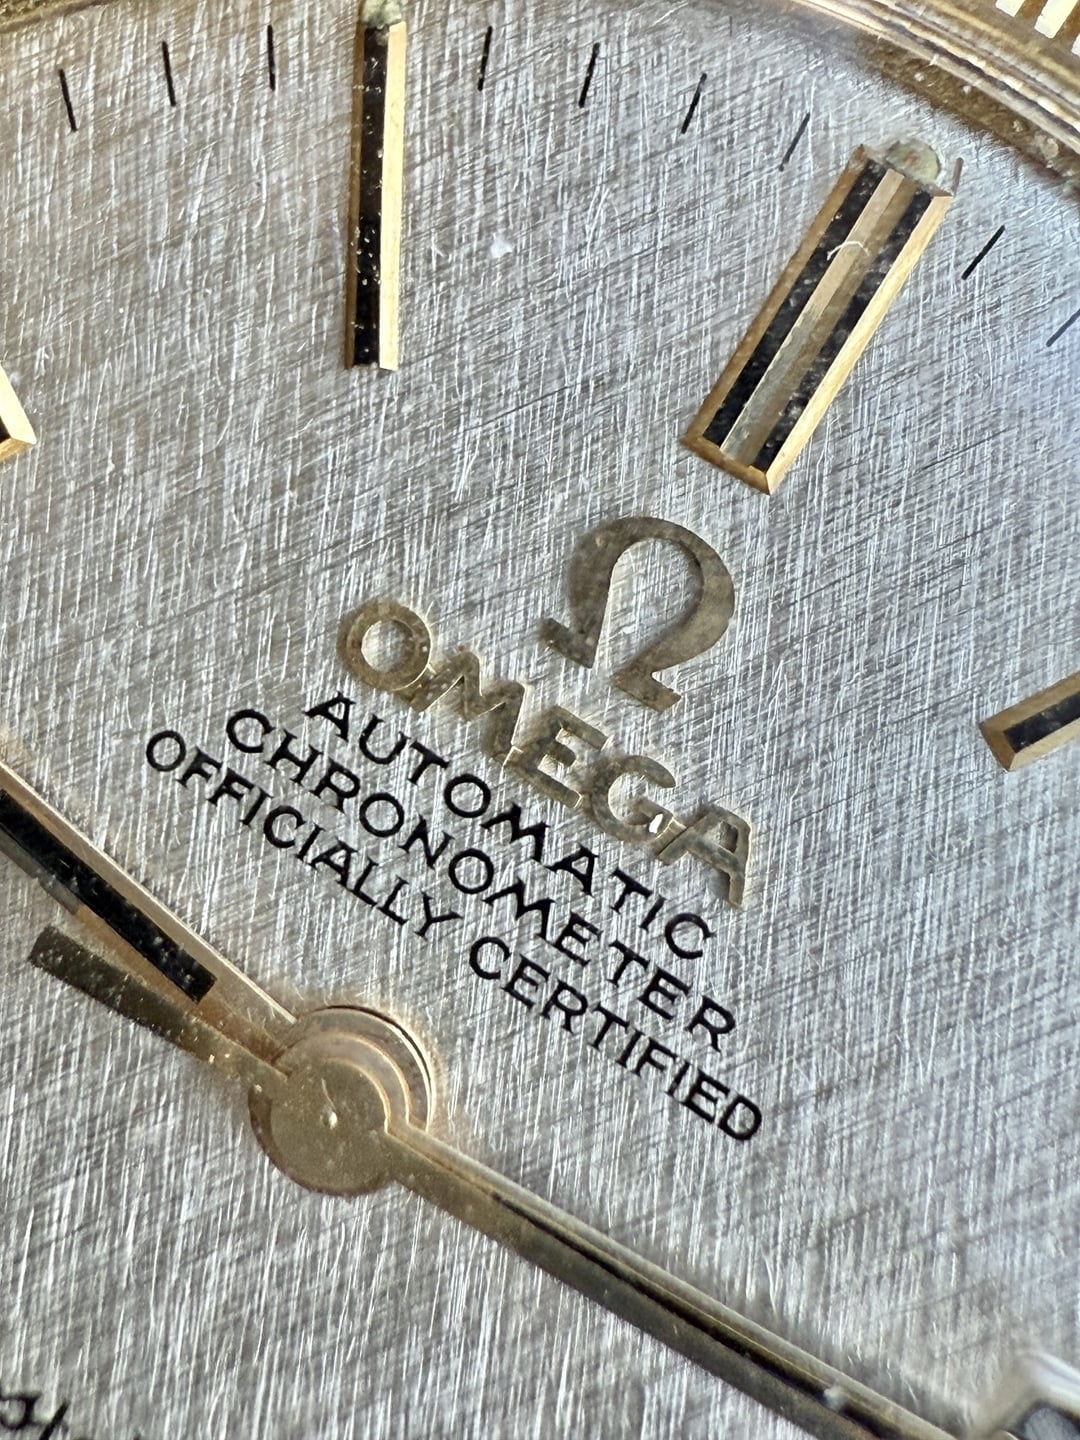 Ω
OMEGA
AUTOMATIC
CHRONOMETER
OFFICIALLY CERTIFIED